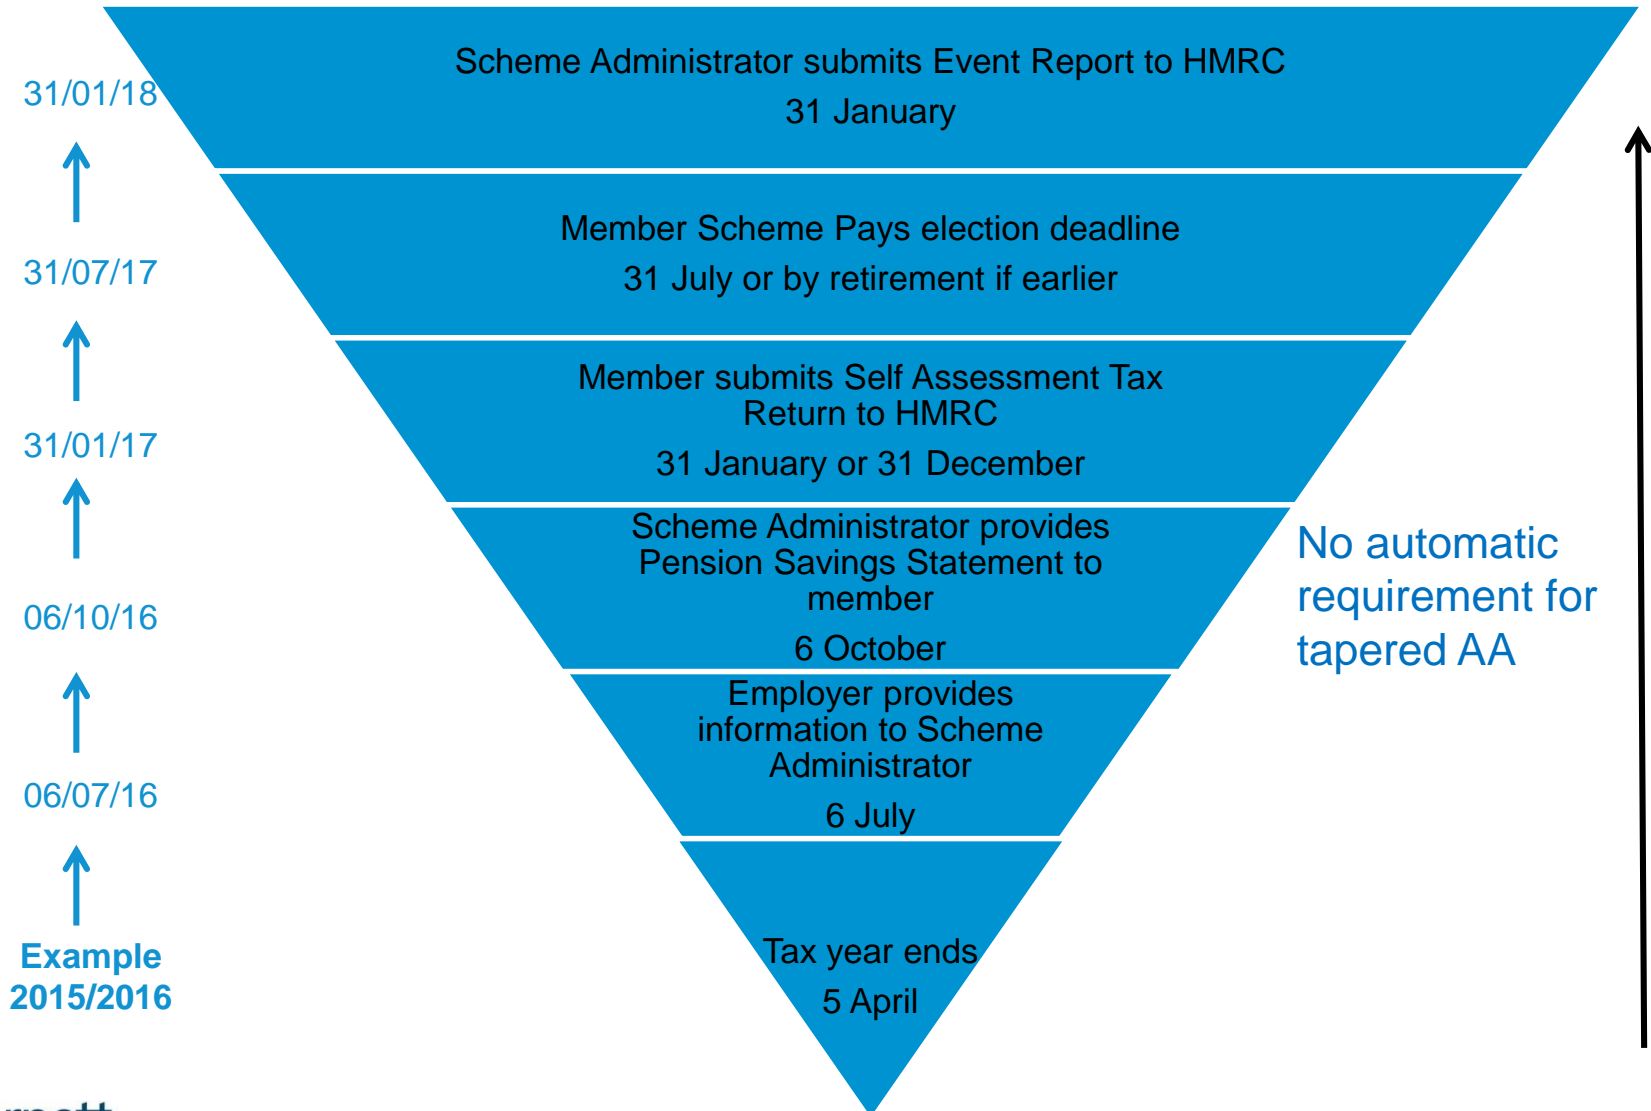 Scheme Administrator submits Event Report to HMRC
31 January
31/01/18
Member Scheme Pays election deadline
31 July or by retirement if earlier
31/07/17
Member submits Self Assessment Tax
Return to HMRC
31 January or 31 December
31/01/17
Scheme Administrator provides
Pension Savings Statement to
member
6 October
06/10/16
No automatic
requirement for
tapered AA
Employer provides
information to Scheme
Administrator
6 July
06/07/16
Tax year ends
5 April
Example
2015/2016